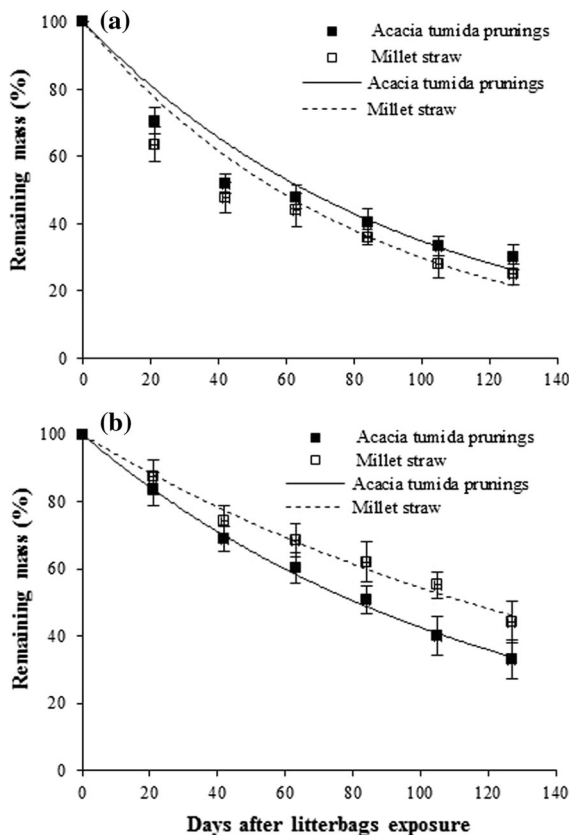 (a)
Acacia tumida prunings
Millet straw
Acacia tumida prunings
Millet straw
Remaining mass (%)
100
80
60
40
20
0
0 20 40 60 80 100 120 140
(b)
Acacia tumida prunings
Millet straw
Acacia tumida prunings
Millet straw
Remaining mass (%)
100
80
60
40
20
0
0 20 40 60 80 100 120 140
Days after litterbags exposure